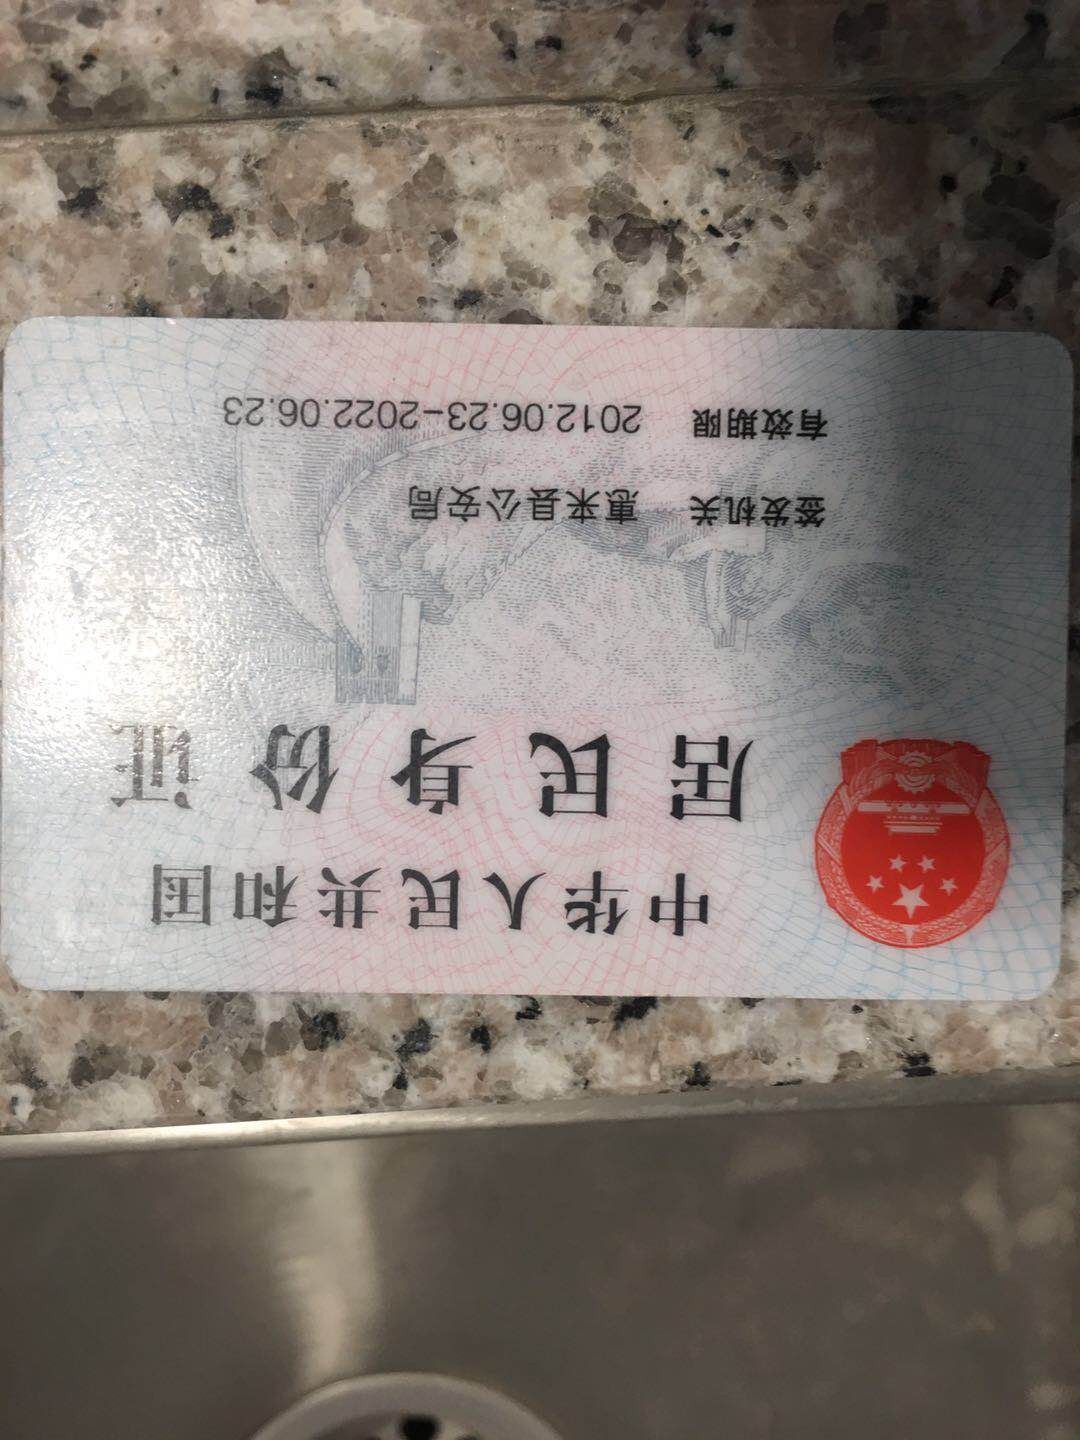 中华人民共和国
居民身份证
签发机关 惠来县公安局
有效期限 2012.06.23-2022.06.23